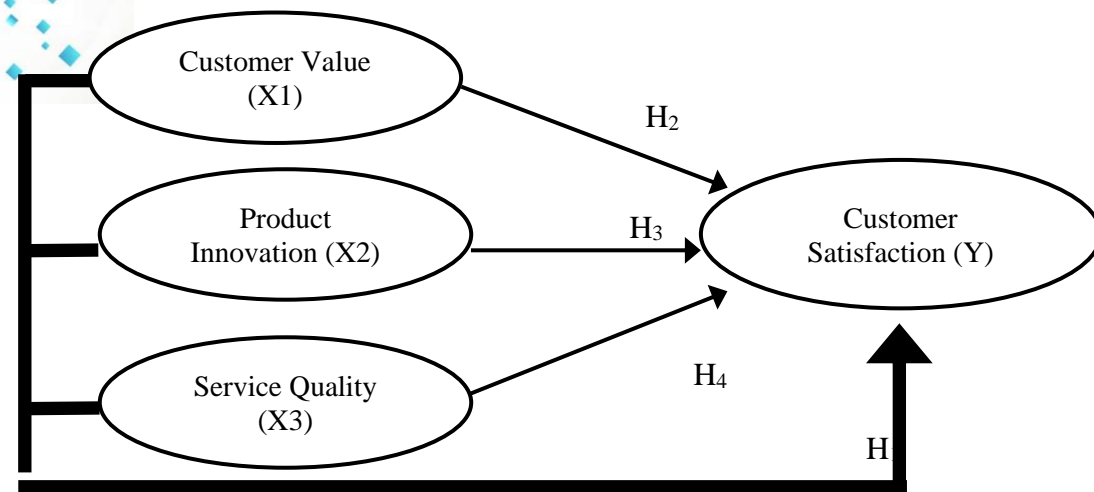 Customer Value
(X1)
H₂
Product
Innovation (X2)
H₃
Customer
Satisfaction (Y)
Service Quality
(X3)
H₄
H